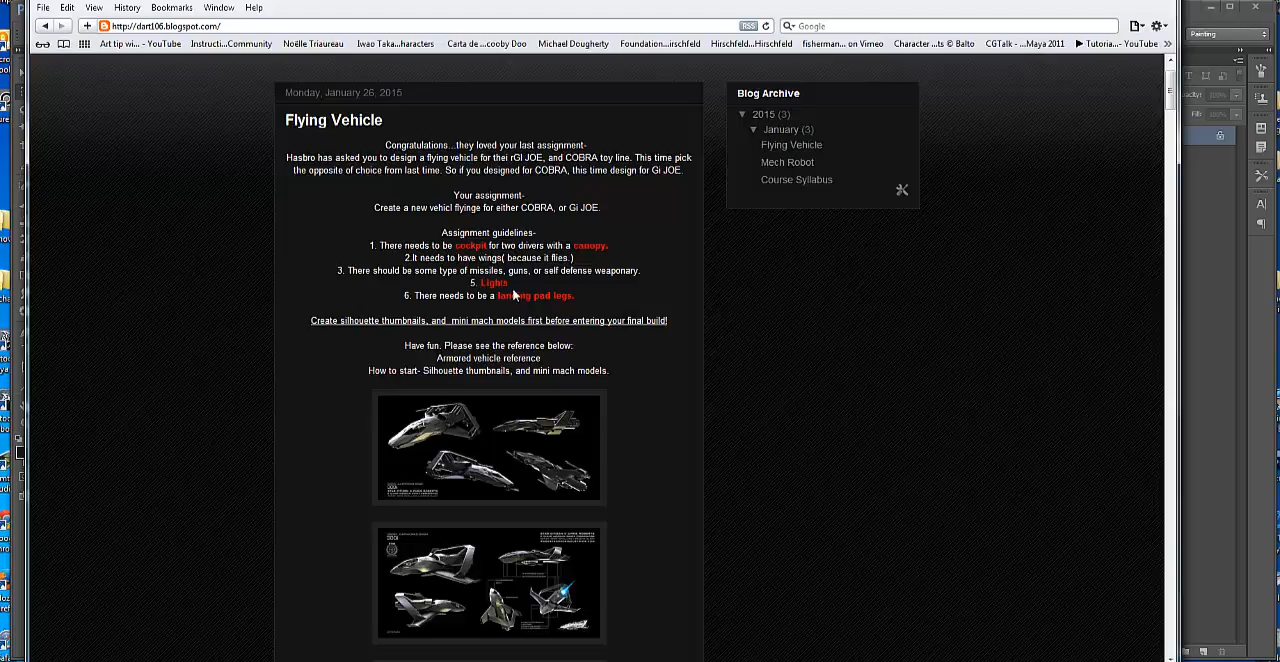 File Edit View History Bookmarks Window Help
http://dart106.blogspot.com/
RSS
Google
Painting
Art tip wi - YouTube Instructi...Community Noëlle Triaureau Iwao Taka...haracters Carta de ...cooby Doo Michael Dougherty Foundation...irschfeld Hirschfeld...Hirschfeld fisherman... on Vimeo Character ...ts © Balto CGTalk - ...Maya 2011 Tutoria... - YouTube
Monday, January 26, 2015
Flying Vehicle
Congratulations...they loved your last assignment-
Hasbro has asked you to design a flying vehicle for thei rGI JOE, and COBRA toy line. This time pick
the opposite of choice from last time. So if you designed for COBRA, this time design for Gi JOE.
Your assignment-
Create a new vehicl flyinge for either COBRA, or Gi JOE.
Assignment guidelines-
1. There needs to be cockpit for two drivers with a canopy.
2.It needs to have wings( because it flies.)
3. There should be some type of missiles, guns, or self defense weaponary.
5. Lights
6. There needs to be a landing pad legs.
Create silhouette thumbnails, and mini mach models first before entering your final build!
Have fun. Please see the reference below:
Armored vehicle reference
How to start- Silhouette thumbnails, and mini mach models.
Blog Archive
▼ 2015 (3)
▼ January (3)
Flying Vehicle
Mech Robot
Course Syllabus